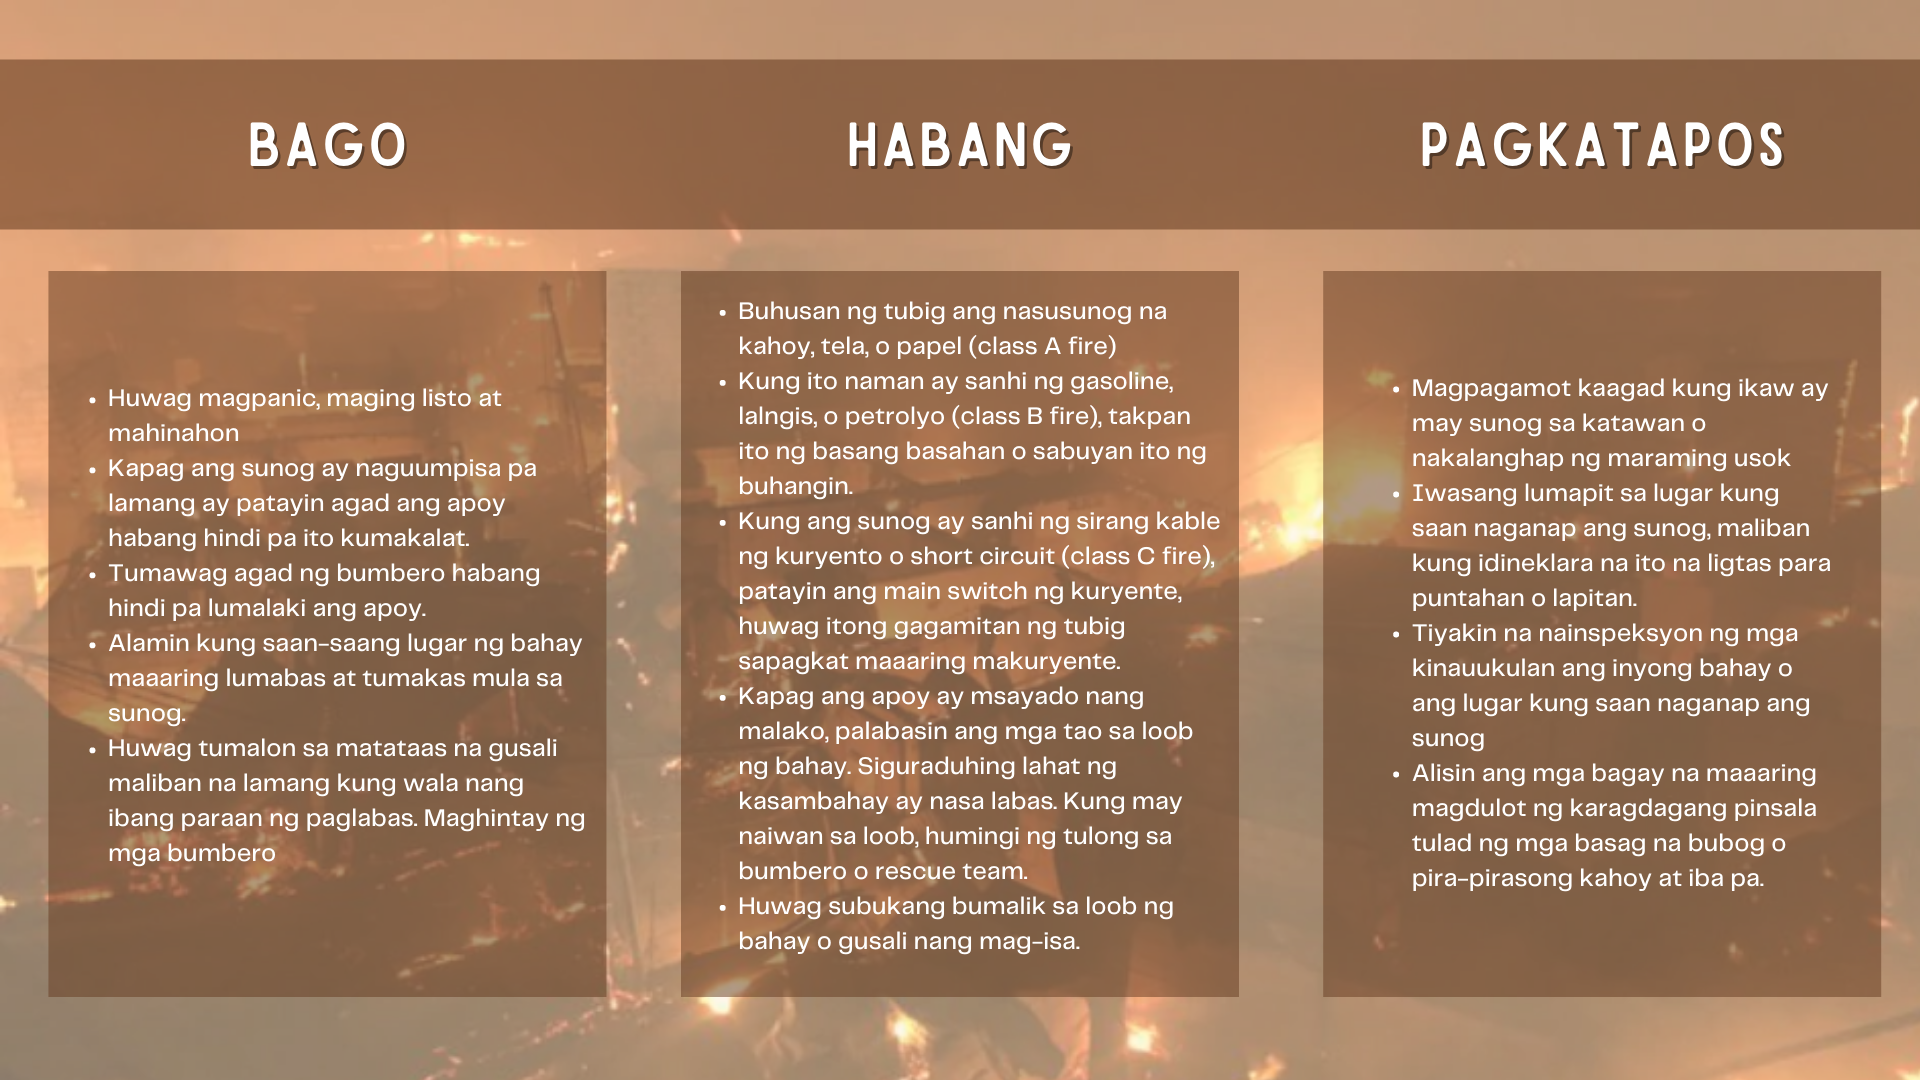 BAGO
HABANG
PAGKATAPOS
• Huwag magpanic, maging listo at
mahinahon
• Kapag ang sunog ay naguumpisa pa
lamang ay patayin agad ang apoy
habang hindi pa ito kumakalat.
• Tumawag agad ng bumbero habang
hindi pa lumalaki ang apoy.
• Alamin kung saan-saang lugar ng bahay
maaaring lumabas at tumakas mula sa
sunog.
• Huwag tumalon sa matataas na gusali
maliban na lamang kung wala nang
ibang paraan ng paglabas. Maghintay ng
mga bumbero
• Buhusan ng tubig ang nasusunog na
kahoy, tela, o papel (class A fire)
• Kung ito naman ay sanhi ng gasoline,
lalngis, o petrolyo (class B fire), takpan
ito ng basang basahan o sabuyan ito ng
buhangin.
• Kung ang sunog ay sanhi ng sirang kable
ng kuryento o short circuit (class C fire),
patayin ang main switch ng kuryente,
huwag itong gagamitan ng tubig
sapagkat maaaring makuryente.
• Kapag ang apoy ay msayado nang
malako, palabasin ang mga tao sa loob
ng bahay. Siguraduhing lahat ng
kasambahay ay nasa labas. Kung may
naiwan sa loob, humingi ng tulong sa
bumbero o rescue team.
• Huwag subukang bumalik sa loob ng
bahay o gusali nang mag-isa.
• Magpagamot kaagad kung ikaw ay
may sunog sa katawan o
nakalanghap ng maraming usok
• Iwasang lumapit sa lugar kung
saan naganap ang sunog, maliban
kung idineklara na ito na ligtas para
puntahan o lapitan.
• Tiyakin na nainspeksyon ng mga
kinauukulan ang inyong bahay o
ang lugar kung saan naganap ang
sunog
• Alisin ang mga bagay na maaaring
magdulot ng karagdagang pinsala
tulad ng mga basag na bubog o
pira-pirasong kahoy at iba pa.